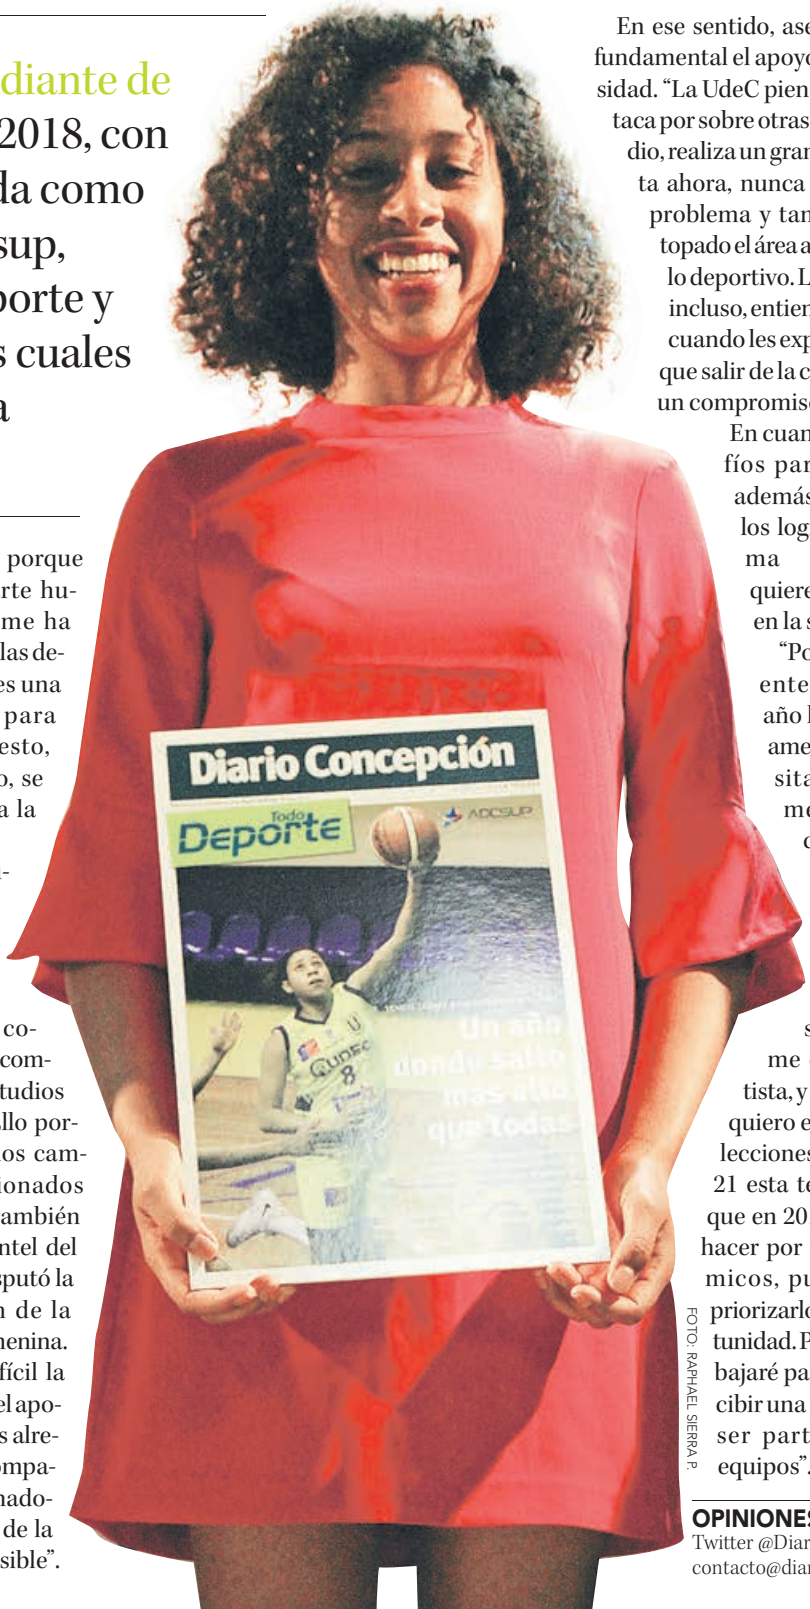 diante de
2018, con
da como
sup,
porte y
s cuales
a
porque
rte hu-
me ha
las de-
es una
para
esto,
o, se
a la
i-
co-
com-
tudios
llo por-
os cam-
ionados
ambién
ntel del
sputó la
n de la
menina.
fícil la
el apo-
s alre-
ompa-
nado-
de la
sible”.
Diario Concepción
Todo
Deporte
ADESUP
UdeC
8
Un año
donde saltó
más alto
que todas
En ese sentido, ase
fundamental el apoyo
sidad. “La UdeC pien
taca por sobre otras
dio, realiza un gran
ta ahora, nunca
problema y tan
topado el área a
lo deportivo. L
incluso, entien
cuando les exp
que salir de la c
un compromiso
En cuan
fíos par
además
los log
ma
quiere
en la s
“Po
ente
año l
ame
sita
me
c
s
me
tista, y
quiero e
lecciones
21 esta te
que en 20
hacer por
micos, pu
priorizarlo
tunidad. P
bajaré pa
cibir una
ser part
equipos”.
FOTO: RAPHAEL SIERRA P.
OPINIONES
Twitter @Diar
contacto@diar